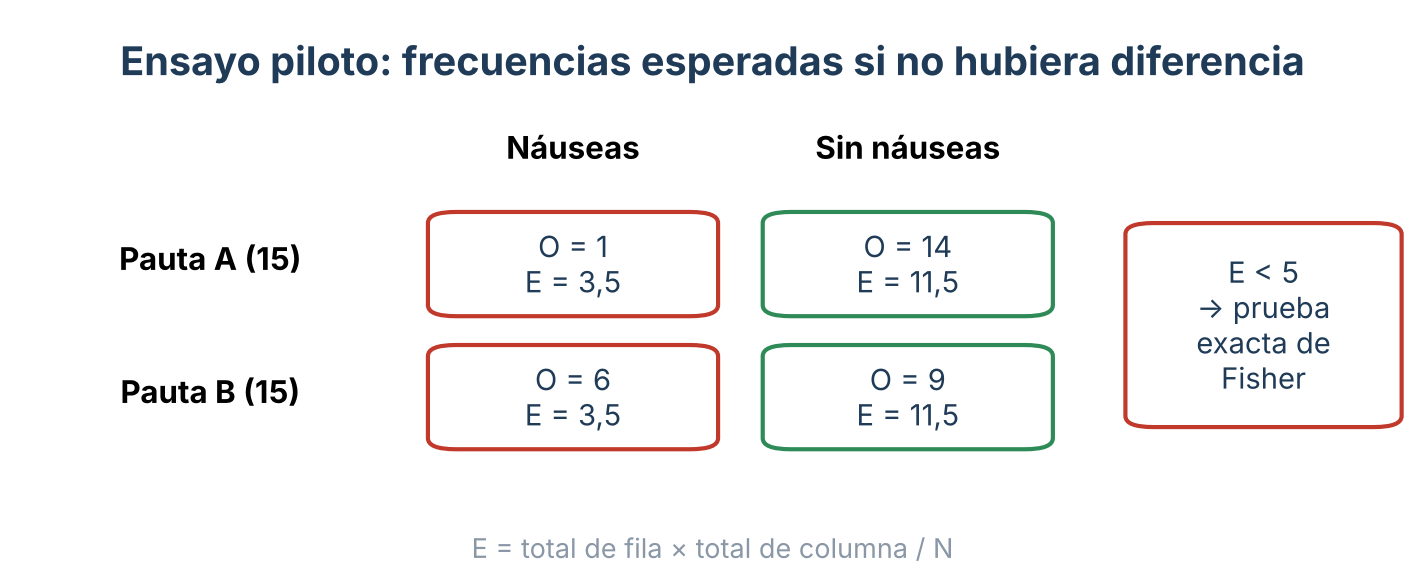 Ensayo piloto: frecuencias esperadas si no hubiera diferencia
Náuseas
Sin náuseas
Pauta A (15)
O = 1
E = 3,5
O = 14
E = 11,5
Pauta B (15)
O = 6
E = 3,5
O = 9
E = 11,5
E < 5
→ prueba
exacta de
Fisher
E = total de fila × total de columna / N